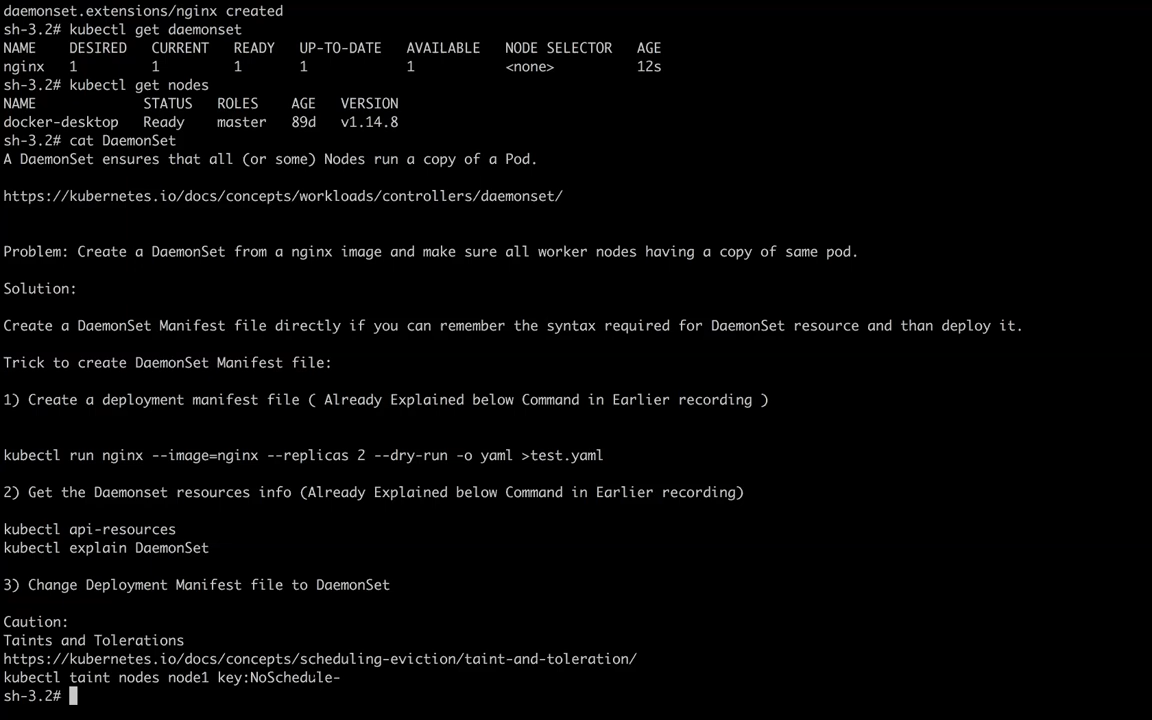 daemonset.extensions/nginx created
sh-3.2# kubectl get daemonset
NAME DESIRED CURRENT READY UP-TO-DATE AVAILABLE NODE SELECTOR AGE
nginx 1 1 1 1 1 <none> 12s
sh-3.2# kubectl get nodes
NAME STATUS ROLES AGE VERSION
docker-desktop Ready master 89d v1.14.8
sh-3.2# cat DaemonSet
A DaemonSet ensures that all (or some) Nodes run a copy of a Pod.
https://kubernetes.io/docs/concepts/workloads/controllers/daemonset/
Problem: Create a DaemonSet from a nginx image and make sure all worker nodes having a copy of same pod.
Solution:
Create a DaemonSet Manifest file directly if you can remember the syntax required for DaemonSet resource and than deploy it.
Trick to create DaemonSet Manifest file:
1) Create a deployment manifest file ( Already Explained below Command in Earlier recording )
kubectl run nginx --image=nginx --replicas 2 --dry-run -o yaml >test.yaml
2) Get the Daemonset resources info (Already Explained below Command in Earlier recording)
kubectl api-resources
kubectl explain DaemonSet
3) Change Deployment Manifest file to DaemonSet
Caution:
Taints and Tolerations
https://kubernetes.io/docs/concepts/scheduling-eviction/taint-and-toleration/
kubectl taint nodes node1 key:NoSchedule-
sh-3.2#